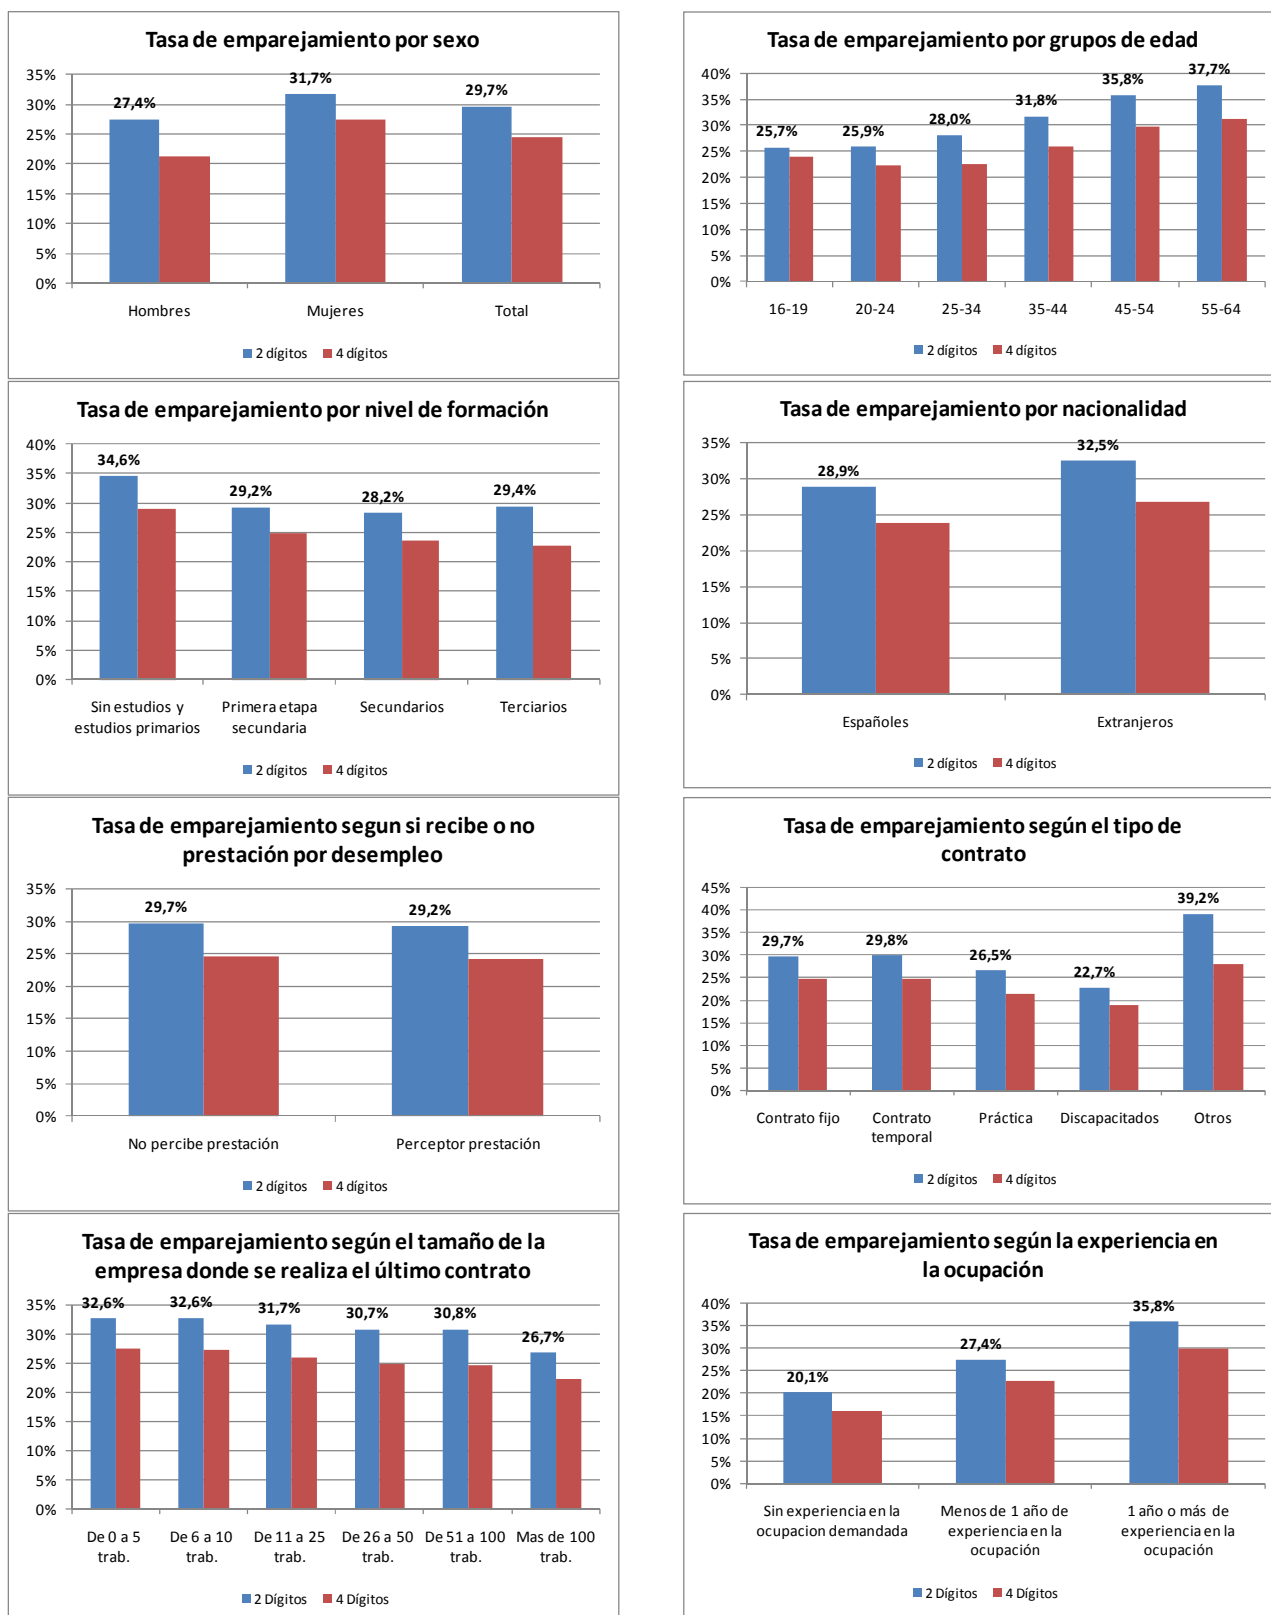 Tasa de emparejamiento por sexo
35%
30%
25%
20%
15%
10%
5%
0%
27,4%
31,7%
29,7%
Hombres
Mujeres
Total
2 dígitos
4 dígitos
Tasa de emparejamiento por grupos de edad
40%
35%
30%
25%
20%
15%
10%
5%
0%
25,7%
25,9%
28,0%
31,8%
35,8%
37,7%
16-19
20-24
25-34
35-44
45-54
55-64
2 dígitos
4 dígitos
Tasa de emparejamiento por nivel de formación
40%
35%
30%
25%
20%
15%
10%
5%
0%
34,6%
29,2%
28,2%
29,4%
Sin estudios y
estudios primarios
Primera etapa
secundaria
Secundarios
Terciarios
2 dígitos
4 dígitos
Tasa de emparejamiento por nacionalidad
35%
30%
25%
20%
15%
10%
5%
0%
28,9%
32,5%
Españoles
Extranjeros
2 dígitos
4 dígitos
Tasa de emparejamiento segun si recibe o no
prestación por desempleo
35%
30%
25%
20%
15%
10%
5%
0%
29,7%
29,2%
No percibe prestación
Perceptor prestación
2 dígitos
4 dígitos
Tasa de emparejamiento según el tipo de
contrato
45%
40%
35%
30%
25%
20%
15%
10%
5%
0%
29,7%
29,8%
26,5%
22,7%
39,2%
Contrato fijo
Contrato
temporal
Práctica
Discapacitados
Otros
2 dígitos
4 dígitos
Tasa de emparejamiento según el tamaño de la
empresa donde se realiza el último contrato
35%
30%
25%
20%
15%
10%
5%
0%
32,6%
32,6%
31,7%
30,7%
30,8%
26,7%
De 0 a 5
trab.
De 6 a 10
trab.
De 11 a 25
trab.
De 26 a 50
trab.
De 51 a 100
trab.
Mas de 100
trab.
2 Dígitos
4 Dígitos
Tasa de emparejamiento según la experiencia en
la ocupación
40%
35%
30%
25%
20%
15%
10%
5%
0%
20,1%
27,4%
35,8%
Sin experiencia en la
ocupacion demandada
Menos de 1 año de
experiencia en la
ocupación
1 año o más de
experiencia en la
ocupación
2 Dígitos
4 Dígitos